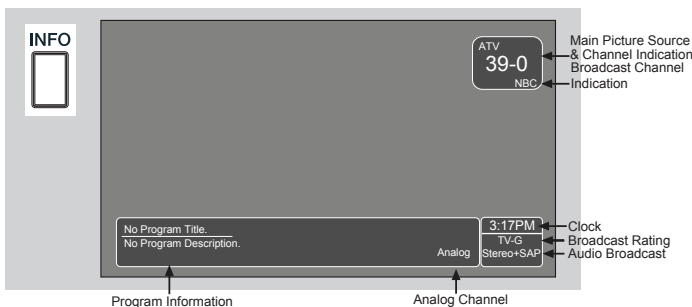 INFO
ATV
39-0
NBC
Main Picture Source
& Channel Indication
Broadcast Channel
Indication
No Program Title.
No Program Description.
Analog
3:17PM
TV-G
Stereo+SAP
Clock
Broadcast Rating
Audio Broadcast
Program Information
Analog Channel